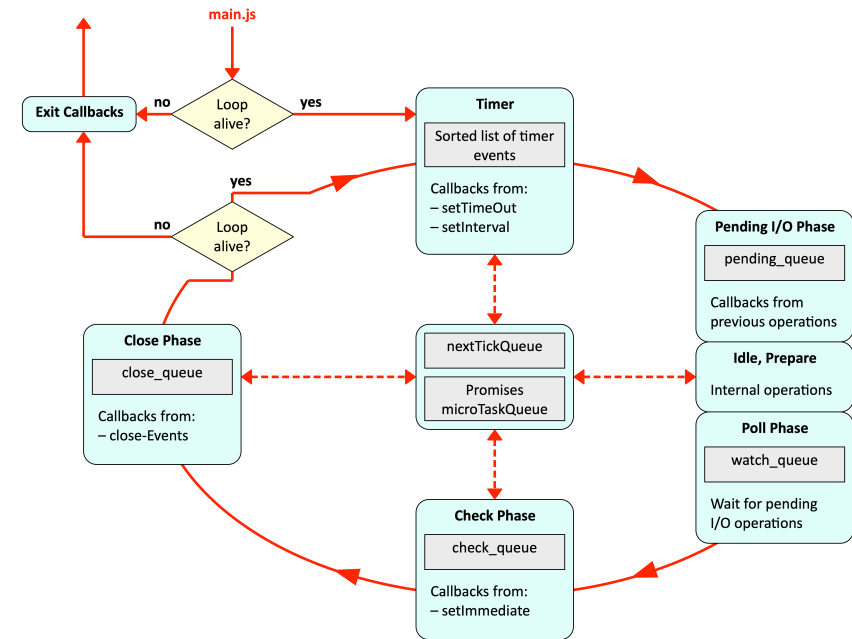 main.js
Loop
alive?
no
yes
Exit Callbacks
Timer
Sorted list of timer
events
Callbacks from:
– setTimeOut
– setInterval
yes
no
Loop
alive?
Pending I/O Phase
pending_queue
Callbacks from
previous operations
Idle, Prepare
Internal operations
Poll Phase
watch_queue
Wait for pending
I/O operations
nextTickQueue
Promises
microTaskQueue
Close Phase
close_queue
Callbacks from:
– close-Events
Check Phase
check_queue
Callbacks from:
– setImmediate